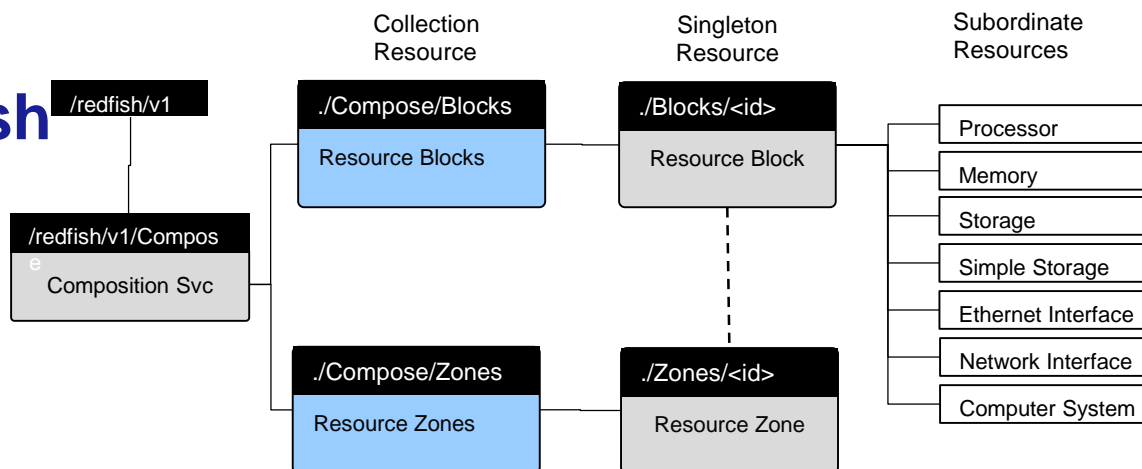 Collection
Resource
Singleton
Resource
Subordinate
Resources
sh
/redfish/v1
./Compose/Blocks
Resource Blocks
./Blocks/<id>
Resource Block
/redfish/v1/Compos
e
Composition Svc
./Compose/Zones
Resource Zones
./Zones/<id>
Resource Zone
Processor
Memory
Storage
Simple Storage
Ethernet Interface
Network Interface
Computer System